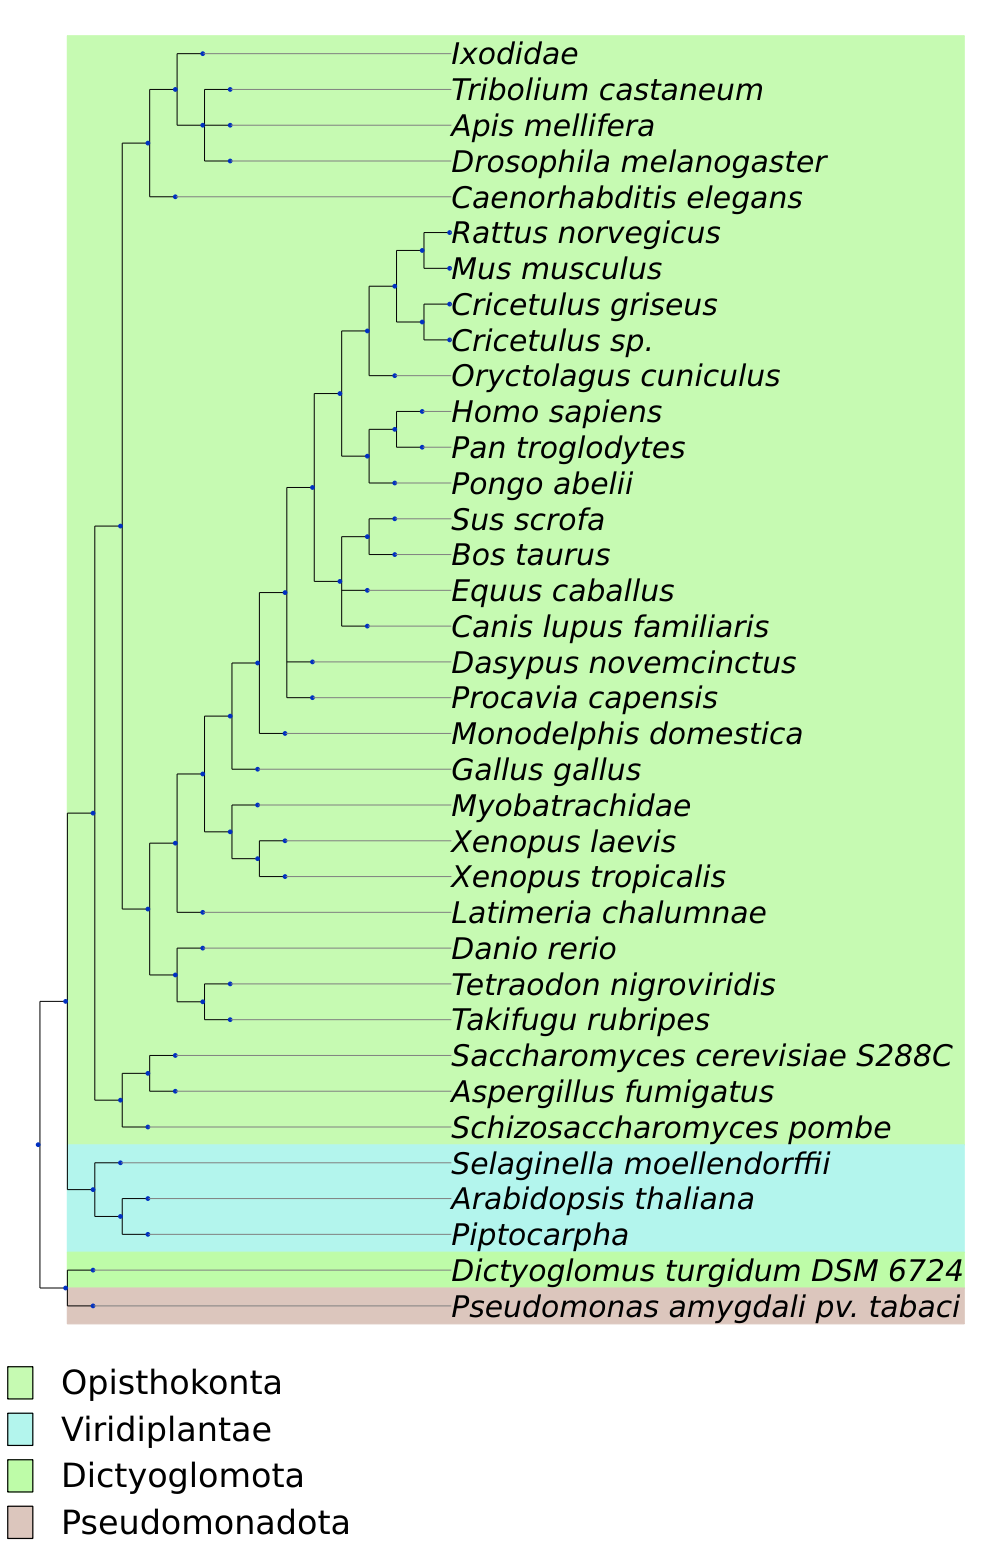 Ixodidae
Tribolium castaneum
Apis mellifera
Drosophila melanogaster
Caenorhabditis elegans
Rattus norvegicus
Mus musculus
Cricetulus griseus
Cricetulus sp.
Oryctolagus cuniculus
Homo sapiens
Pan troglodytes
Pongo abelii
Sus scrofa
Bos taurus
Equus caballus
Canis lupus familiaris
Dasypus novemcinctus
Procavia capensis
Monodelphis domestica
Gallus gallus
Myobatrachidae
Xenopus laevis
Xenopus tropicalis
Latimeria chalumnae
Danio rerio
Tetraodon nigroviridis
Takifugu rubripes
Saccharomyces cerevisiae S288C
Aspergillus fumigatus
Schizosaccharomyces pombe
Selaginella moellendorffii
Arabidopsis thaliana
Piptocarpha
Dictyoglomus turgidum DSM 6724
Pseudomonas amygdali pv. tabaci
Opisthokonta
Viridiplantae
Dictyoglomota
Pseudomonadota